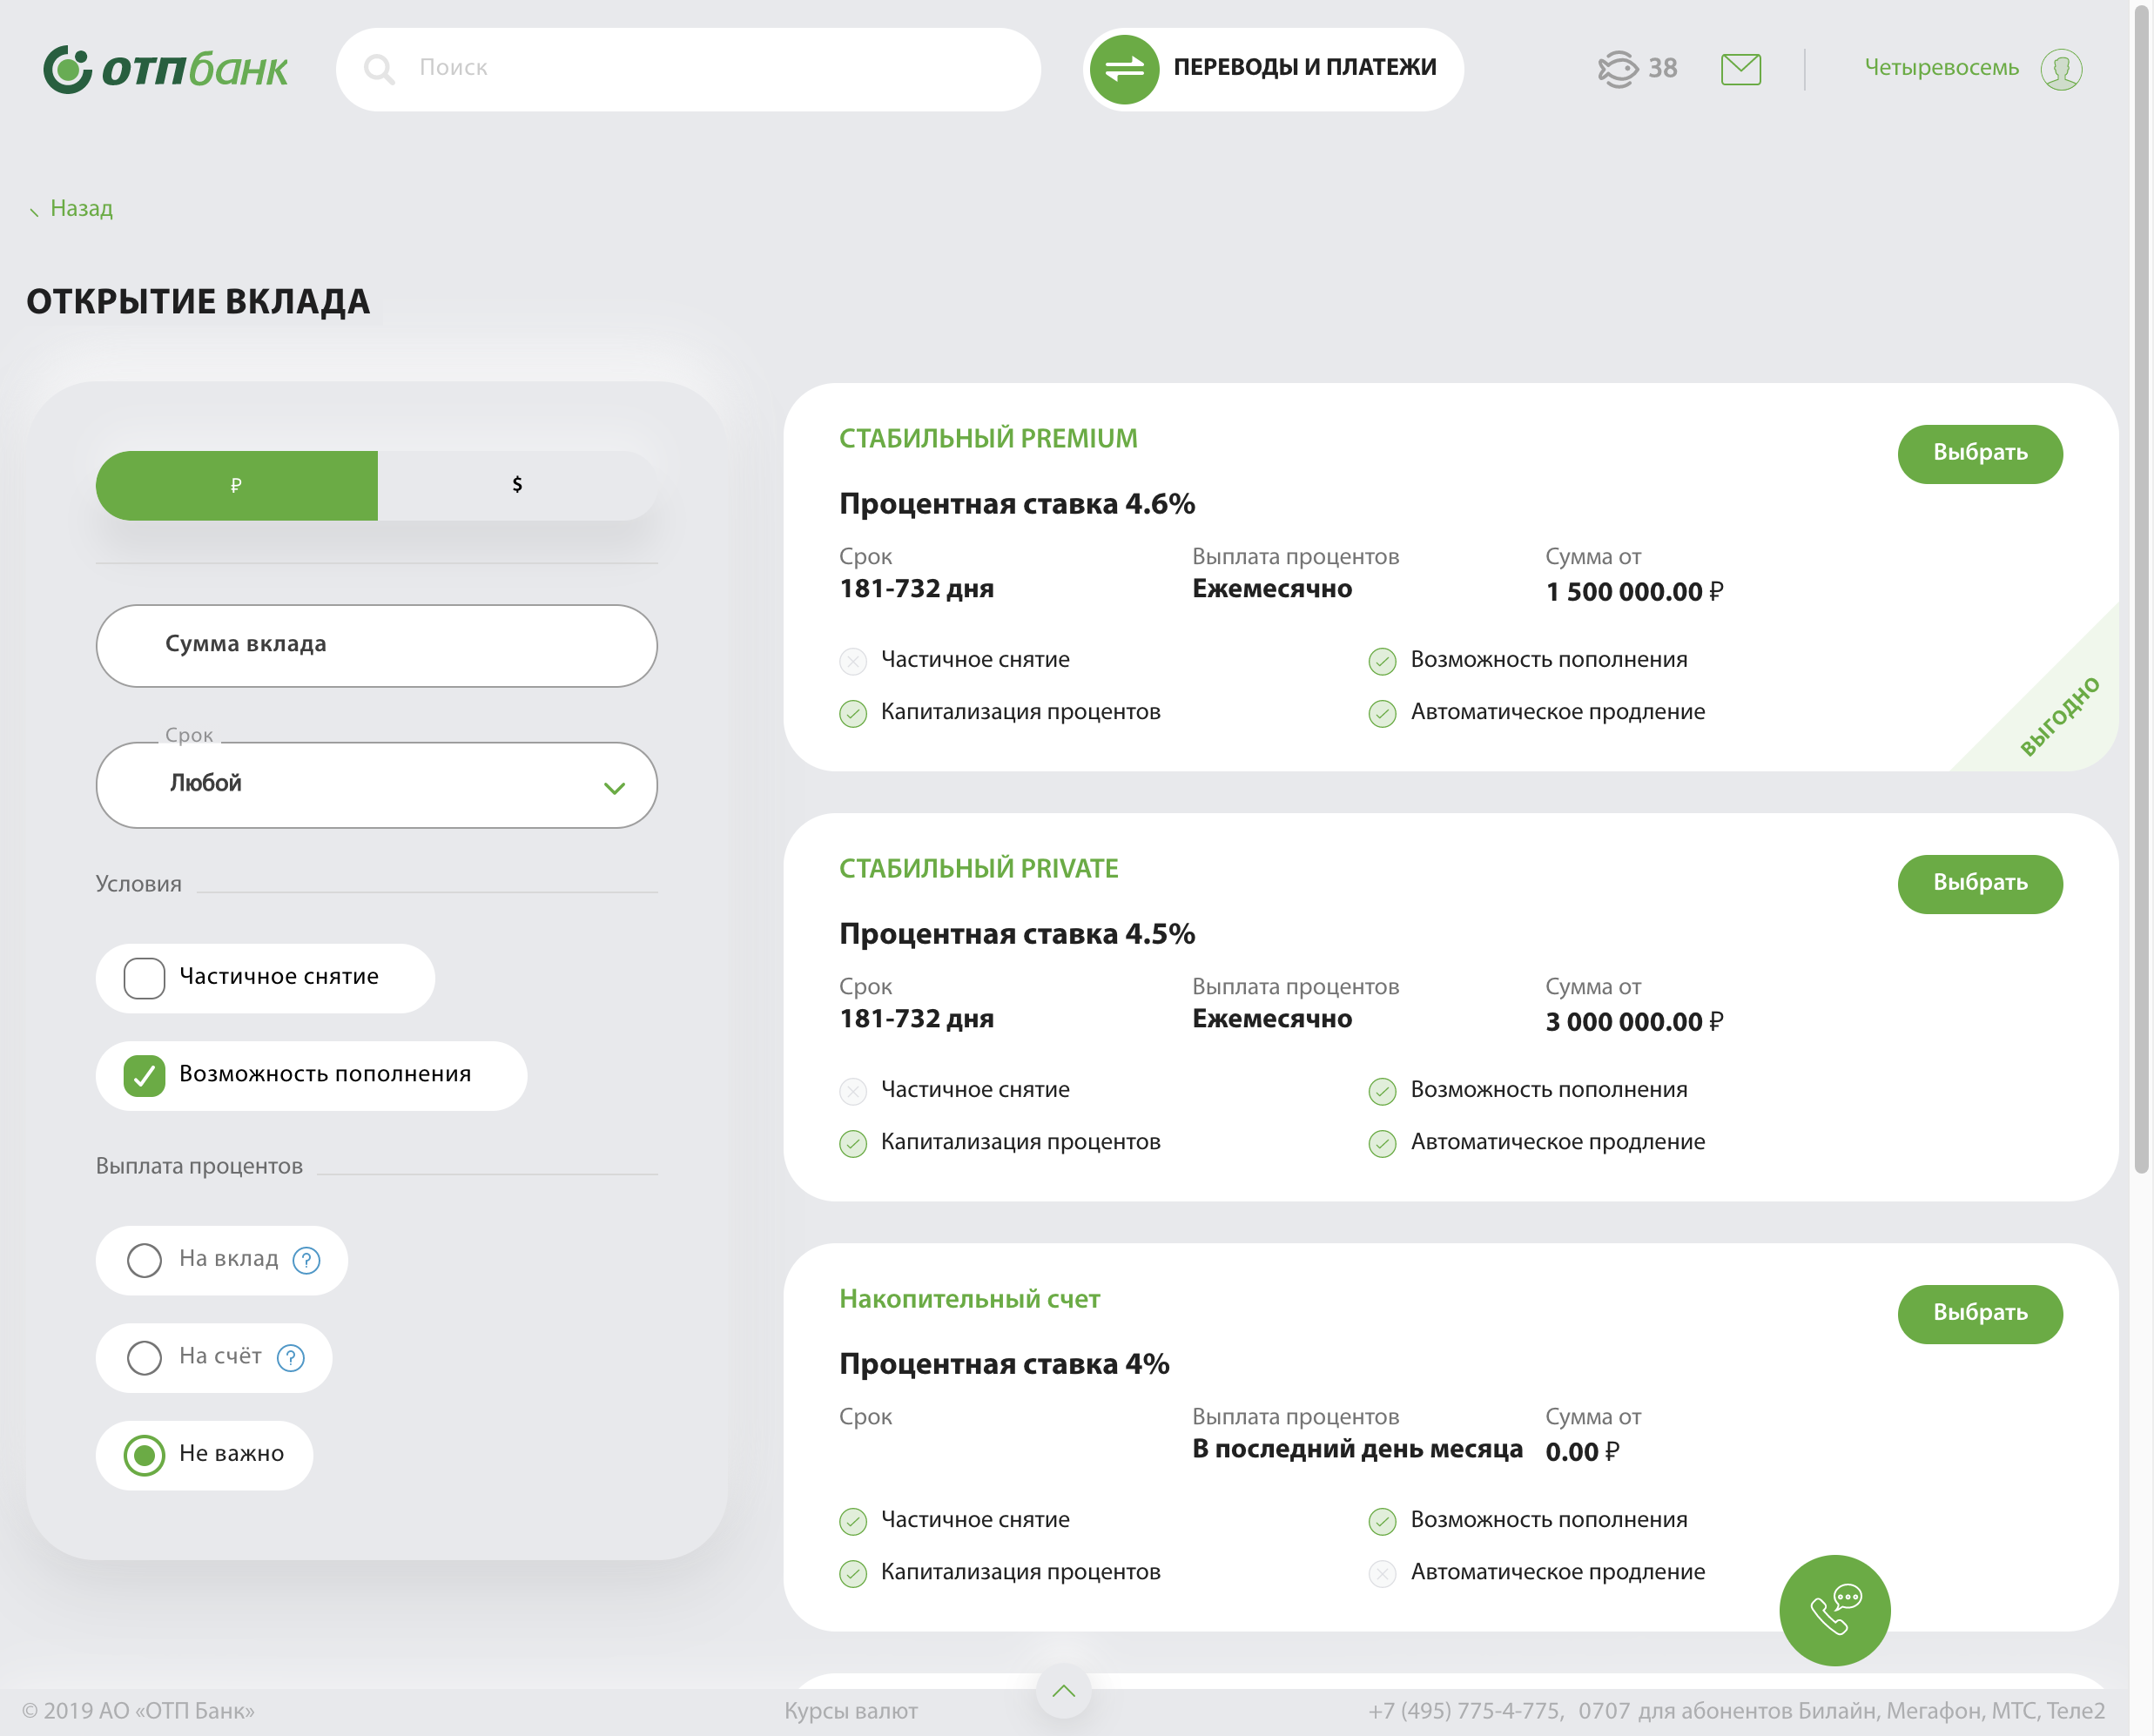 отпбанк
Поиск
ПЕРЕВОДЫ И ПЛАТЕЖИ
38
Четыревосемь
Назад
ОТКРЫТИЕ ВКЛАДА
₽
$
Сумма вклада
Срок
Любой
Условия
Частичное снятие
Возможность пополнения
Выплата процентов
На вклад ?
На счёт ?
Не важно
СТАБИЛЬНЫЙ PREMIUM
Выбрать
Процентная ставка 4.6%
Срок Выплата процентов Сумма от
181-732 дня Ежемесячно 1 500 000.00 ₽
Частичное снятие Возможность пополнения
Капитализация процентов Автоматическое продление
ВЫГОДНО
СТАБИЛЬНЫЙ PRIVATE
Выбрать
Процентная ставка 4.5%
Срок Выплата процентов Сумма от
181-732 дня Ежемесячно 3 000 000.00 ₽
Частичное снятие Возможность пополнения
Капитализация процентов Автоматическое продление
Накопительный счет
Выбрать
Процентная ставка 4%
Срок Выплата процентов Сумма от
В последний день месяца 0.00 ₽
Частичное снятие Возможность пополнения
Капитализация процентов Автоматическое продление
© 2019 АО «ОТП Банк» Курсы валют +7 (495) 775-4-775, 0707 для абонентов Билайн, Мегафон, МТС, Теле2